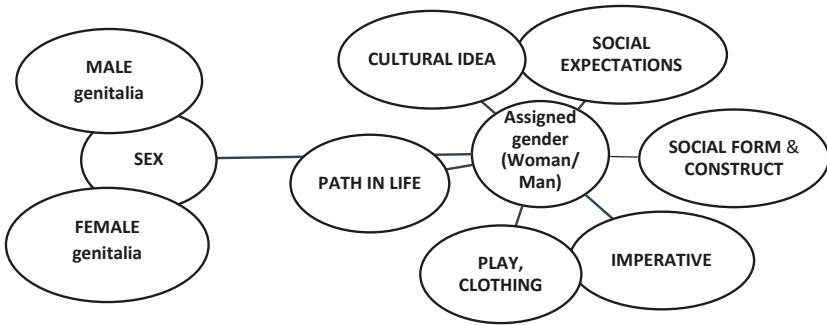 MALE
genitalia
SEX
FEMALE
genitalia
PATH IN LIFE
CULTURAL IDEA
SOCIAL
EXPECTATIONS
Assigned
gender
(Woman/
Man)
SOCIAL FORM &
CONSTRUCT
PLAY,
CLOTHING
IMPERATIVE